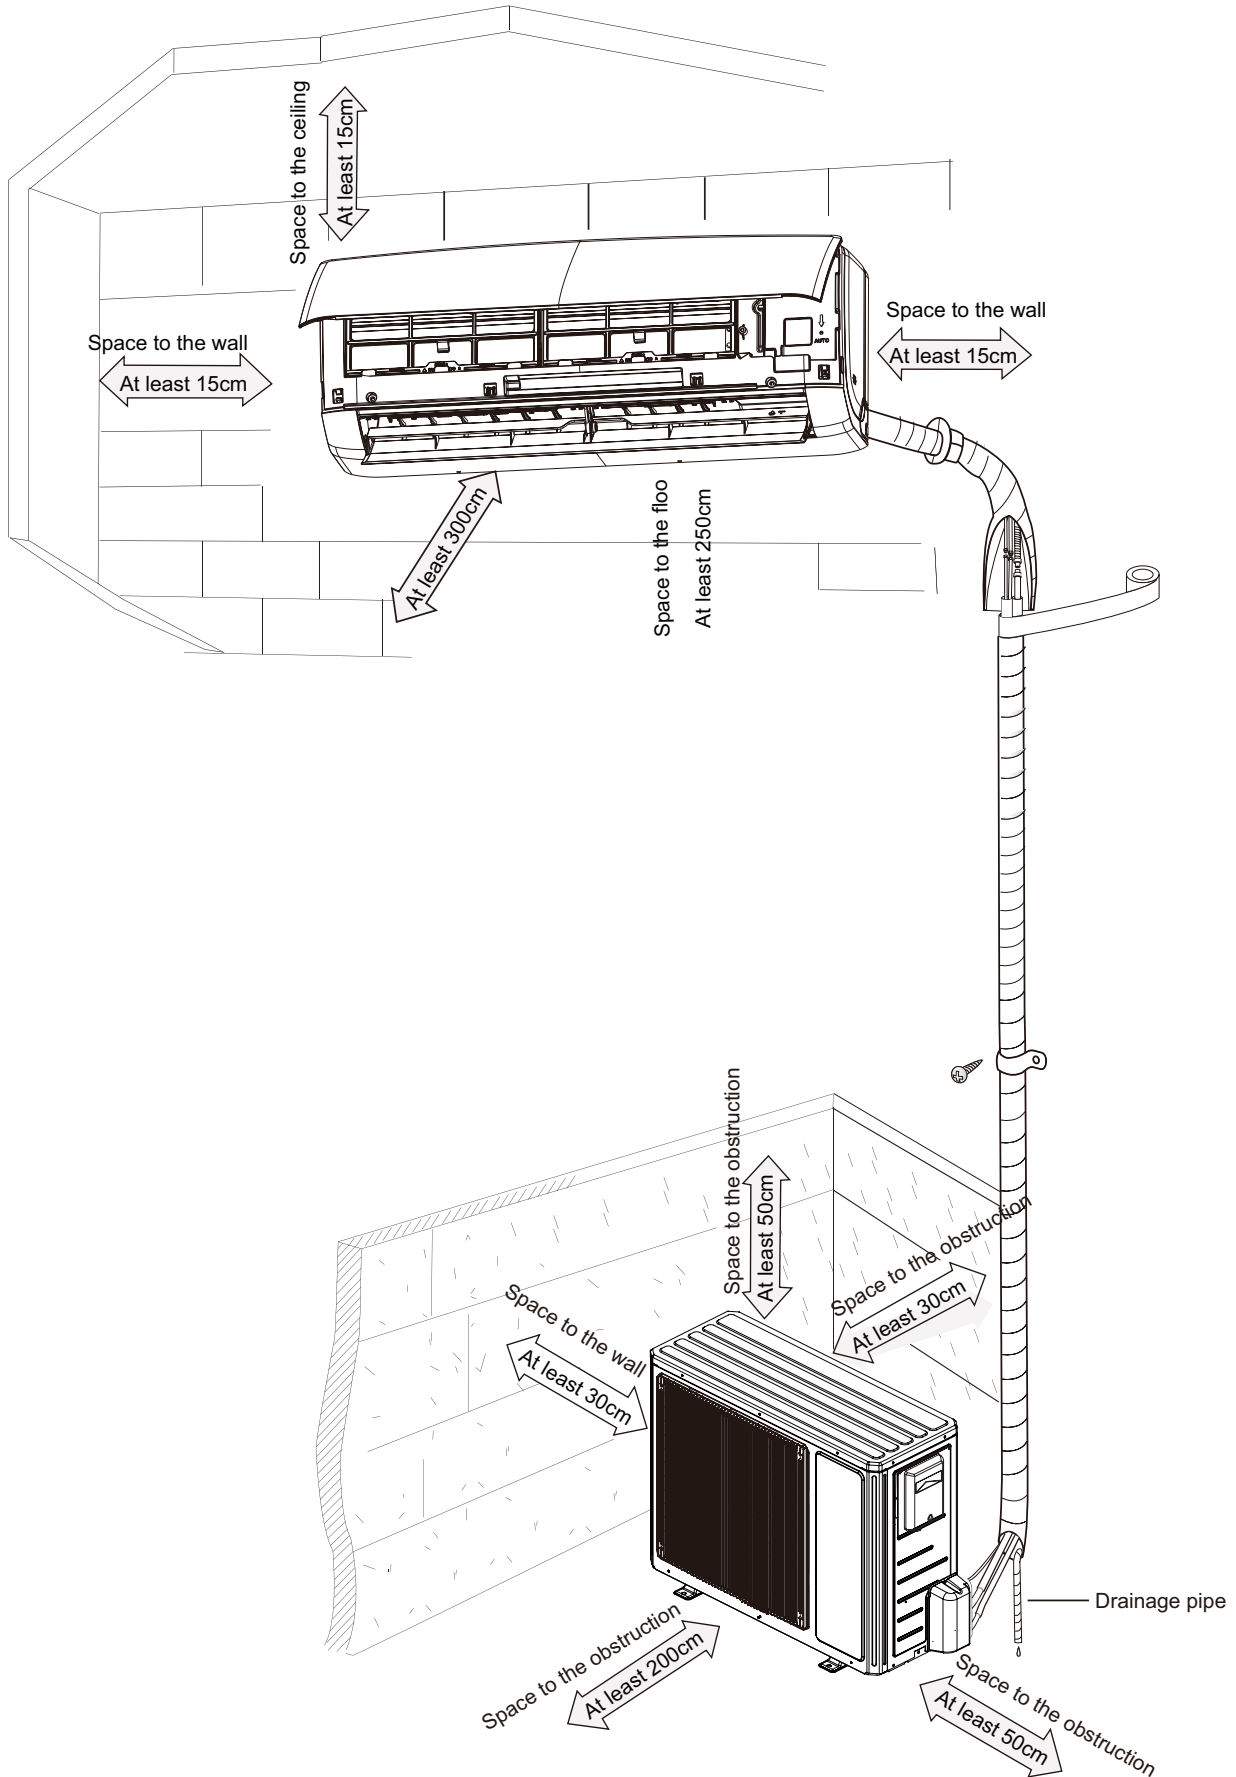 Space to the ceiling
At least 15cm
Space to the wall
At least 15cm
Space to the wall
At least 15cm
AUTO
At least 300cm
Space to the floo
At least 250cm
Space to the obstruction
At least 50cm
Space to the obstruction
At least 30cm
Space to the wall
At least 30cm
Drainage pipe
Space to the obstruction
At least 200cm
Space to the obstruction
At least 50cm